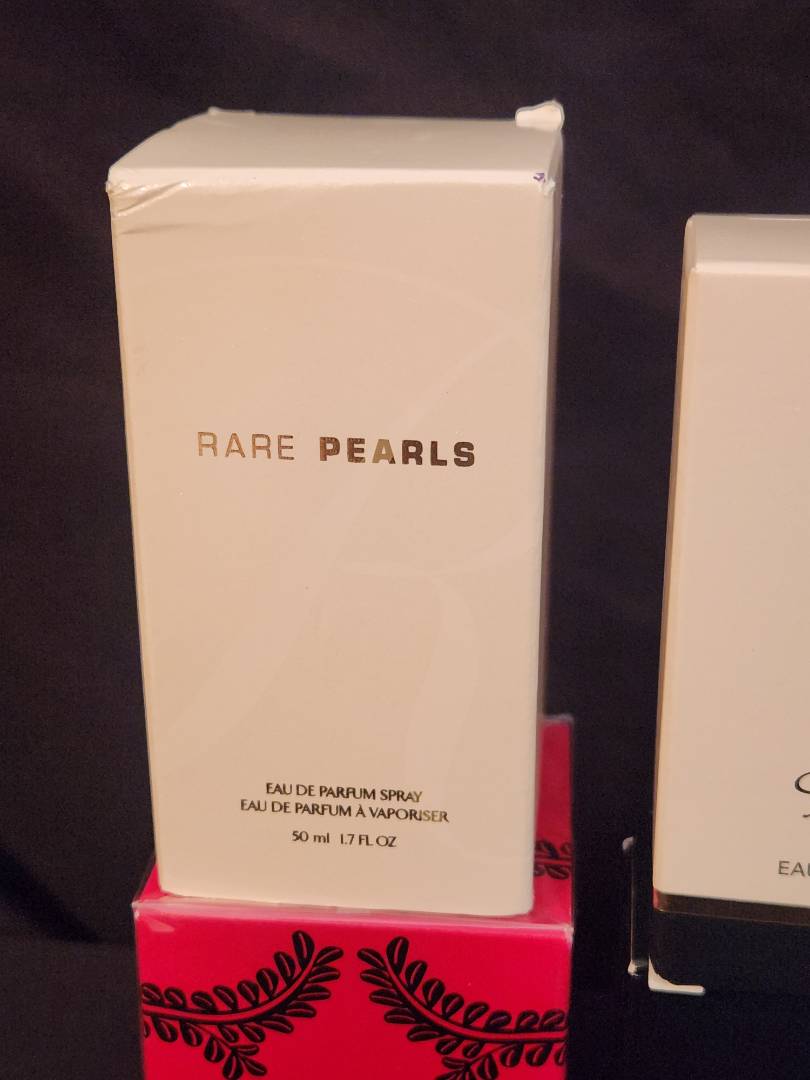 RARE PEARLS
EAU DE PARFUM SPRAY
EAU DE PARFUM À VAPORISER
50 ml 1.7 FL OZ